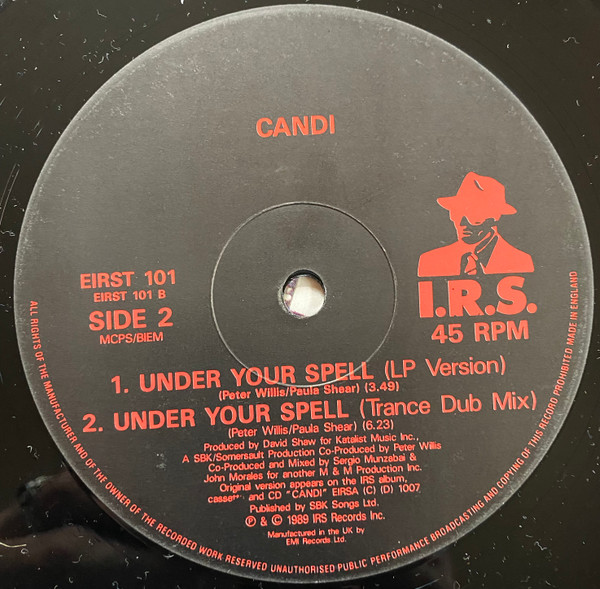 CANDI
I.R.S.
EIRST 101
EIRST 101 B
SIDE 2
MCPS/BIEM
45 RPM
1. UNDER YOUR SPELL (LP Version)
(Peter Willis/Paula Shear) (3.49)
2. UNDER YOUR SPELL (Trance Dub Mix)
(Peter Willis/Paula Shear) (6.23)
Produced by David Shaw for Katalist Music Inc.,
A SBK/Somersault Production Co-Produced by Peter Willis
Co-Produced and Mixed by Sergio Munzabai &
John Morales for another M & M Production Inc.
Original version appears on the IRS album,
and CD "CANDI" EIRSA (C) (D) 1007
Published by SBK Songs Ltd.
℗ & © 1989 IRS Records Inc.
Manufactured in the UK by
EMI Records Ltd.
ALL RIGHTS OF THE MANUFACTURER AND OF THE OWNER OF THE RECORDED WORK RESERVED UNAUTHORISED PUBLIC PERFORMANCE BROADCASTING AND COPYING OF THIS RECORD PROHIBITED MADE IN ENGLAND